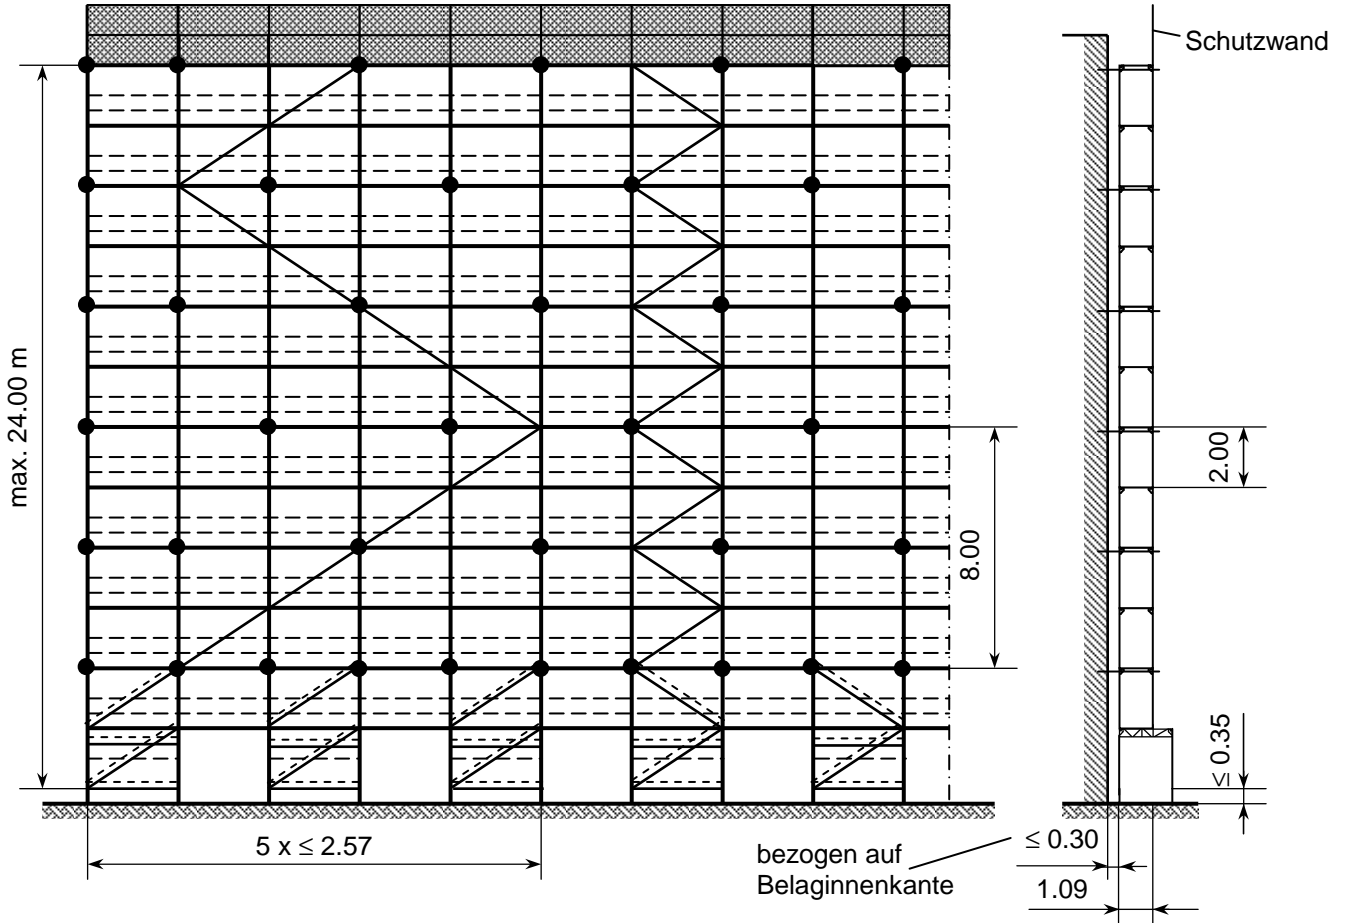 Schutzwand
max. 24.00 m
2.00
8.00
≤ 0.35
5 x ≤ 2.57
bezogen auf
Belaginnenkante
≤ 0.30
1.09